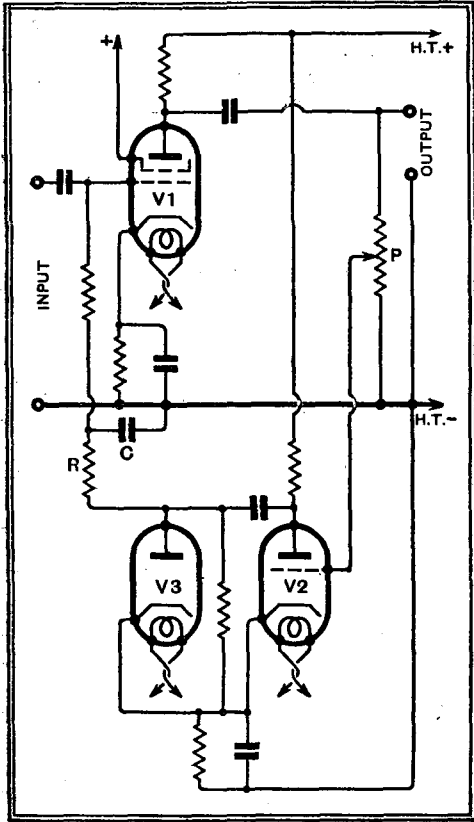 +
H.T.+
OUTPUT
V1
P
INPUT
H.T.-
C
R
V3
V2